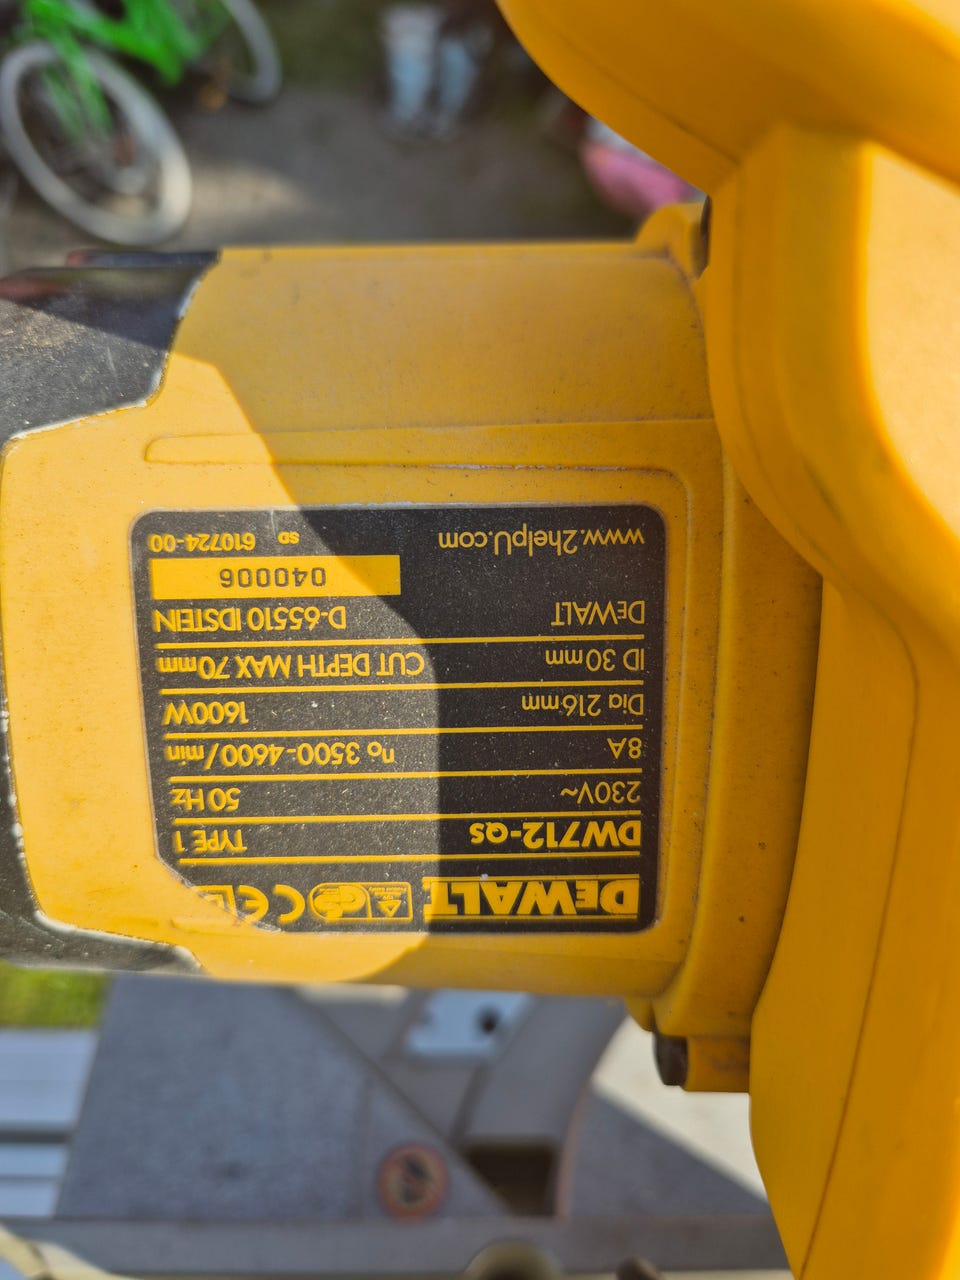 DEWALT
DW712-QS TYPE 1
230V~ 50 Hz
8A n₀ 3500-4600/min
Dia 216mm 1600W
ID 30mm CUT DEPTH MAX 70mm
DEWALT D-65510 IDSTEIN
040006
www.2helpU.com SD 610724-00